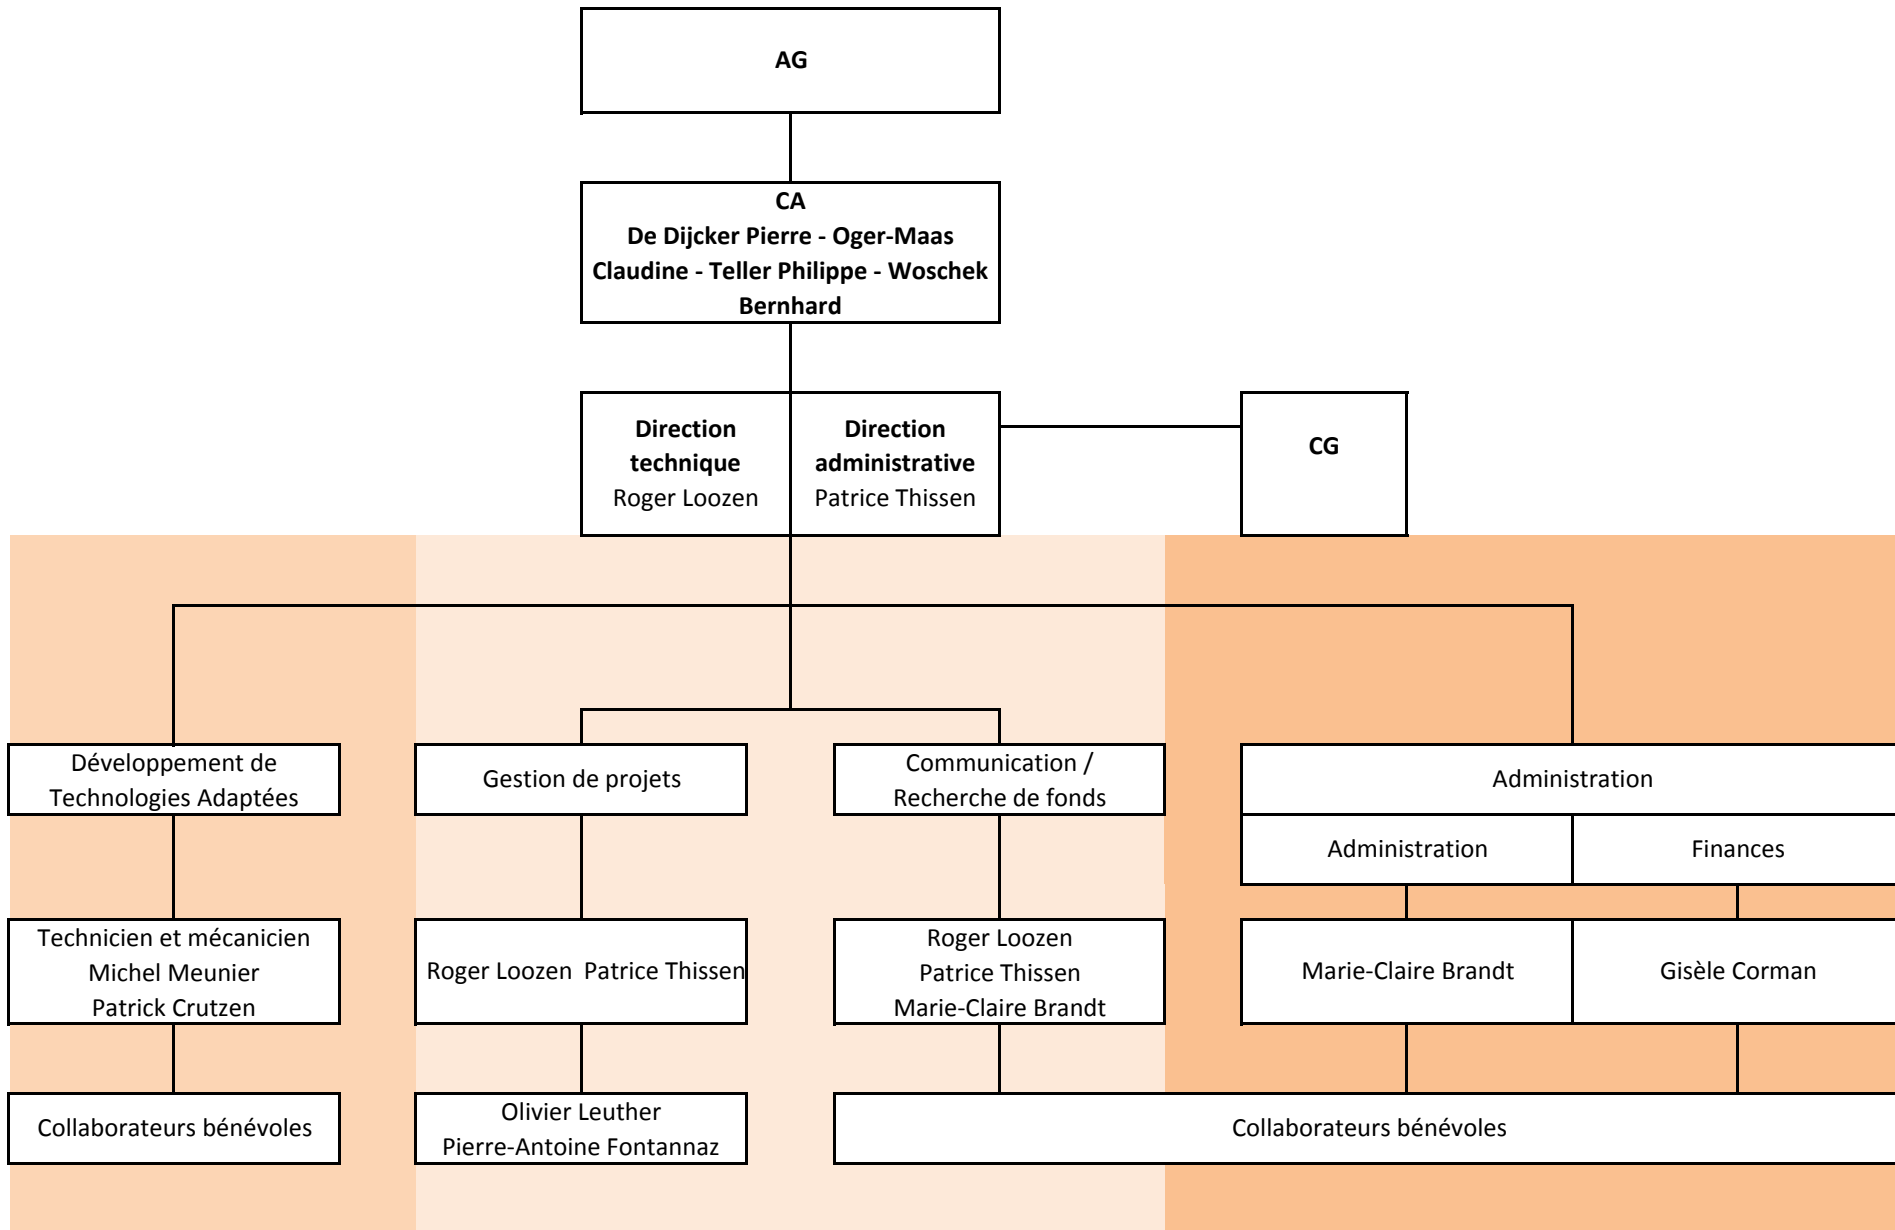 AG
CA
De Dijcker Pierre - Oger-Maas
Claudine - Teller Philippe - Woschek
Bernhard
Direction
technique
Roger Loozen
Direction
administrative
Patrice Thissen
CG
Développement de
Technologies Adaptées
Gestion de projets
Communication /
Recherche de fonds
Administration
Administration
Finances
Technicien et mécanicien
Michel Meunier
Patrick Crutzen
Roger Loozen  Patrice Thissen
Roger Loozen
Patrice Thissen
Marie-Claire Brandt
Marie-Claire Brandt
Gisèle Corman
Collaborateurs bénévoles
Olivier Leuther
Pierre-Antoine Fontannaz
Collaborateurs bénévoles